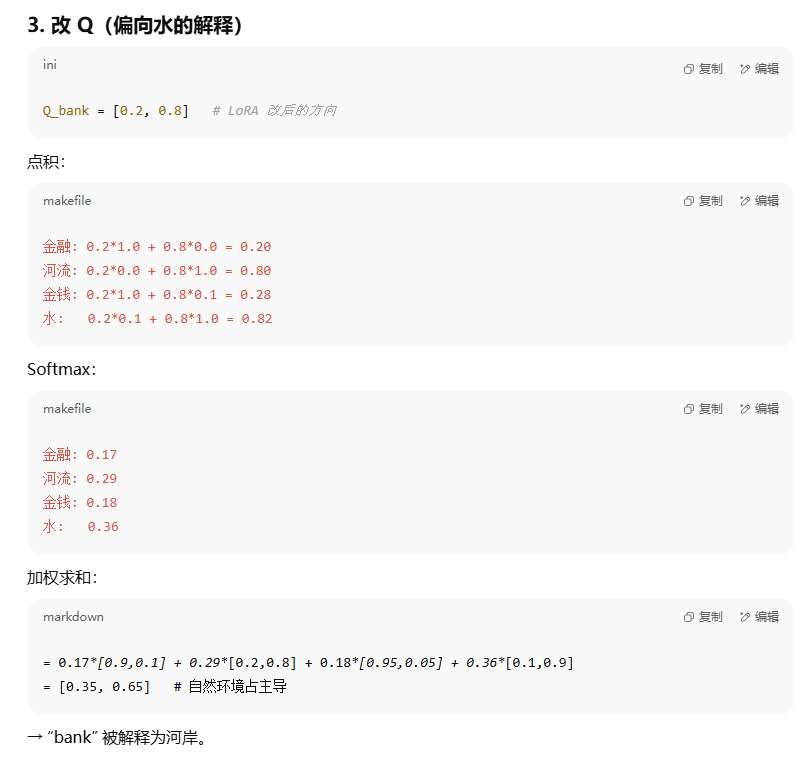 3. 改 Q（偏向水的解释）
ini
复制
编辑
Q_bank = [0.2, 0.8]   # LoRA 改后的方向
点积：
makefile
复制
编辑
金融: 0.2*1.0 + 0.8*0.0 = 0.20
河流: 0.2*0.0 + 0.8*1.0 = 0.80
金钱: 0.2*1.0 + 0.8*0.1 = 0.28
水:   0.2*0.1 + 0.8*1.0 = 0.82
Softmax：
makefile
复制
编辑
金融: 0.17
河流: 0.29
金钱: 0.18
水:   0.36
加权求和：
markdown
复制
编辑
= 0.17*[0.9,0.1] + 0.29*[0.2,0.8] + 0.18*[0.95,0.05] + 0.36*[0.1,0.9]
= [0.35, 0.65]   # 自然环境占主导
→ “bank” 被解释为河岸。